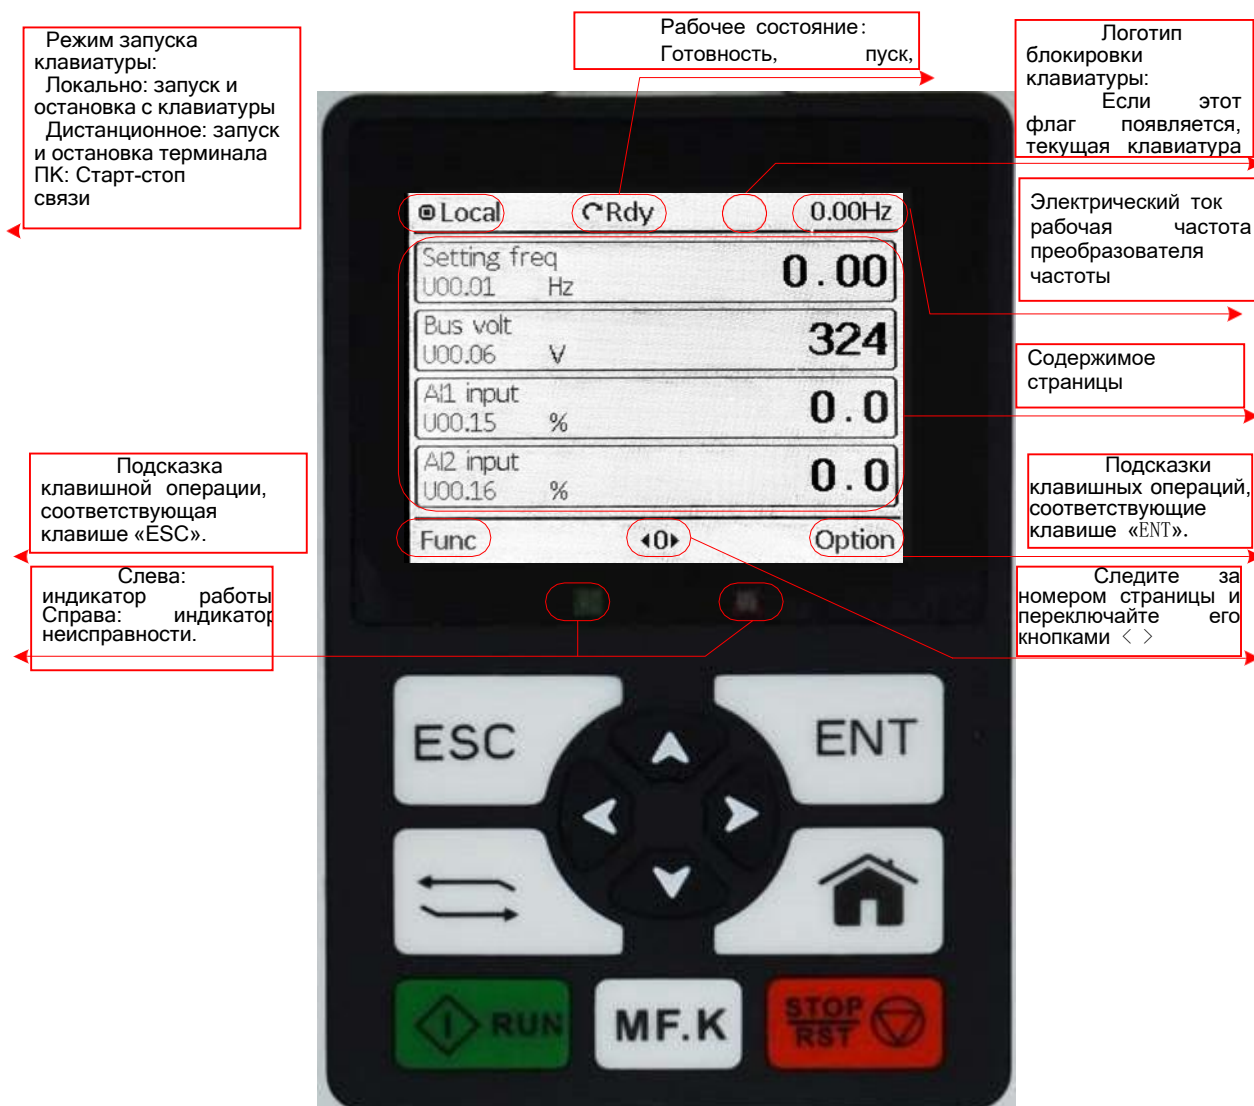 Режим запуска
клавиатуры:
Локально: запуск и
остановка с клавиатуры
Дистанционное: запуск
и остановка терминала
ПК: Старт-стоп
связи
Рабочее состояние:
Готовность, пуск,
Логотип
блокировки
клавиатуры:
Если этот
флаг появляется,
текущая клавиатура
Электрический ток
рабочая частота
преобразователя
частоты
Содержимое
страницы
Подсказка
клавишной операции,
соответствующая
клавише «ESC».
Подсказки
клавишных операций,
соответствующие
клавише «ENT».
Слева:
индикатор работы
Справа: индикатор
неисправности.
Следите за
номером страницы и
переключайте его
кнопками < >
Local Rdy 0.00Hz
Setting freq
U00.01 Hz 0.00
Bus volt
U00.06 V 324
AI1 input
U00.15 % 0.0
AI2 input
U00.16 % 0.0
Func 0 Option
ESC ENT
RUN MF.K STOP
RST